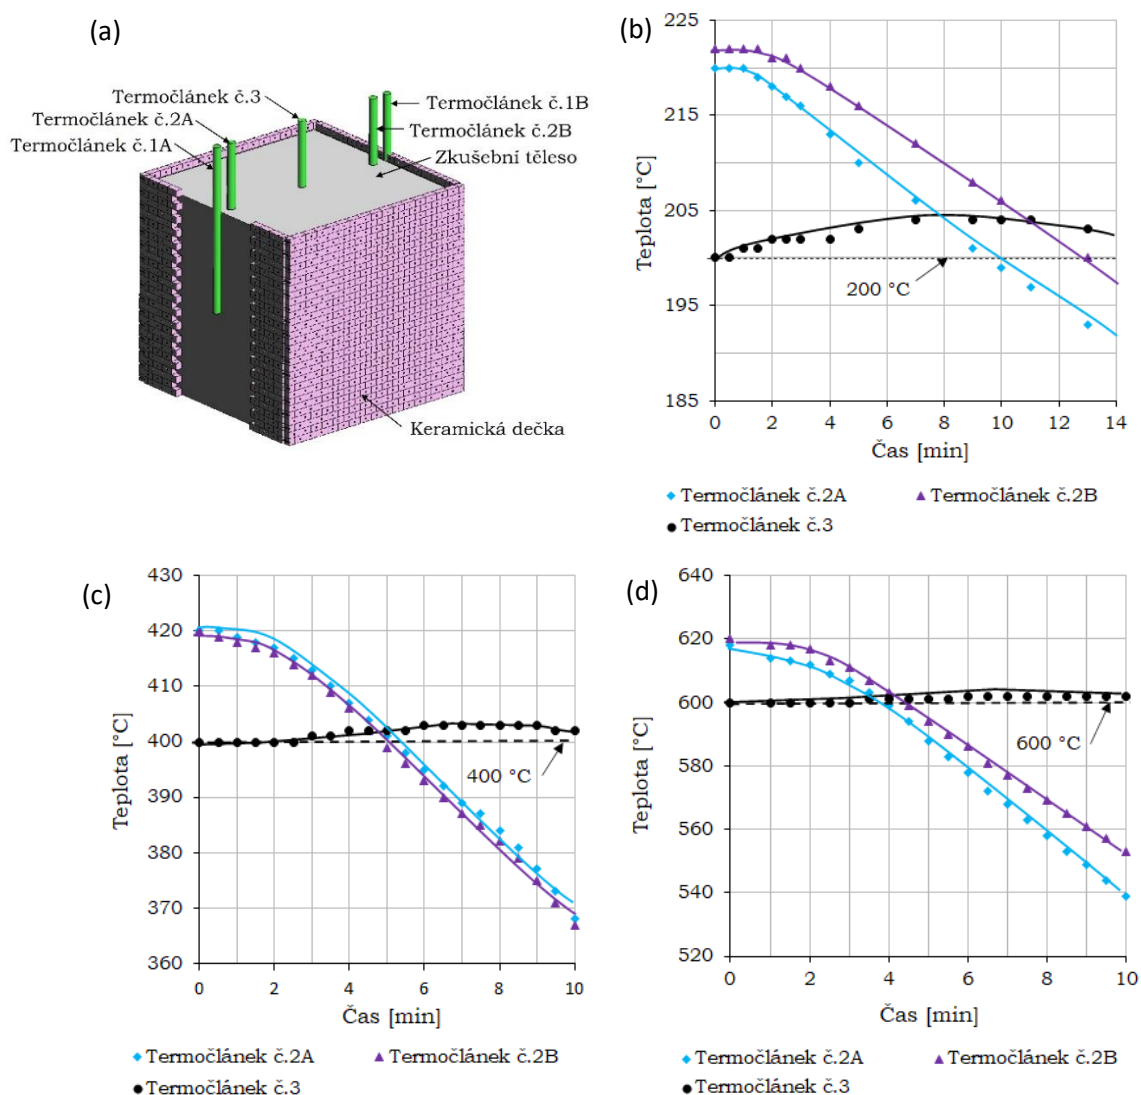 (a)
Termočlánek č.3
Termočlánek č.2A
Termočlánek č.1A
Termočlánek č.1B
Termočlánek č.2B
Zkušební těleso
Keramická dečka
(b)
Teplota [°C]
225
215
205
195
185
200 °C
0 2 4 6 8 10 12 14
Čas [min]
Termočlánek č.2A
Termočlánek č.2B
Termočlánek č.3
(c)
Teplota [°C]
430
420
410
400
390
380
370
360
400 °C
0 2 4 6 8 10
Čas [min]
Termočlánek č.2A
Termočlánek č.2B
Termočlánek č.3
(d)
Teplota [°C]
640
620
600
580
560
540
520
600 °C
0 2 4 6 8 10
Čas [min]
Termočlánek č.2A
Termočlánek č.2B
Termočlánek č.3